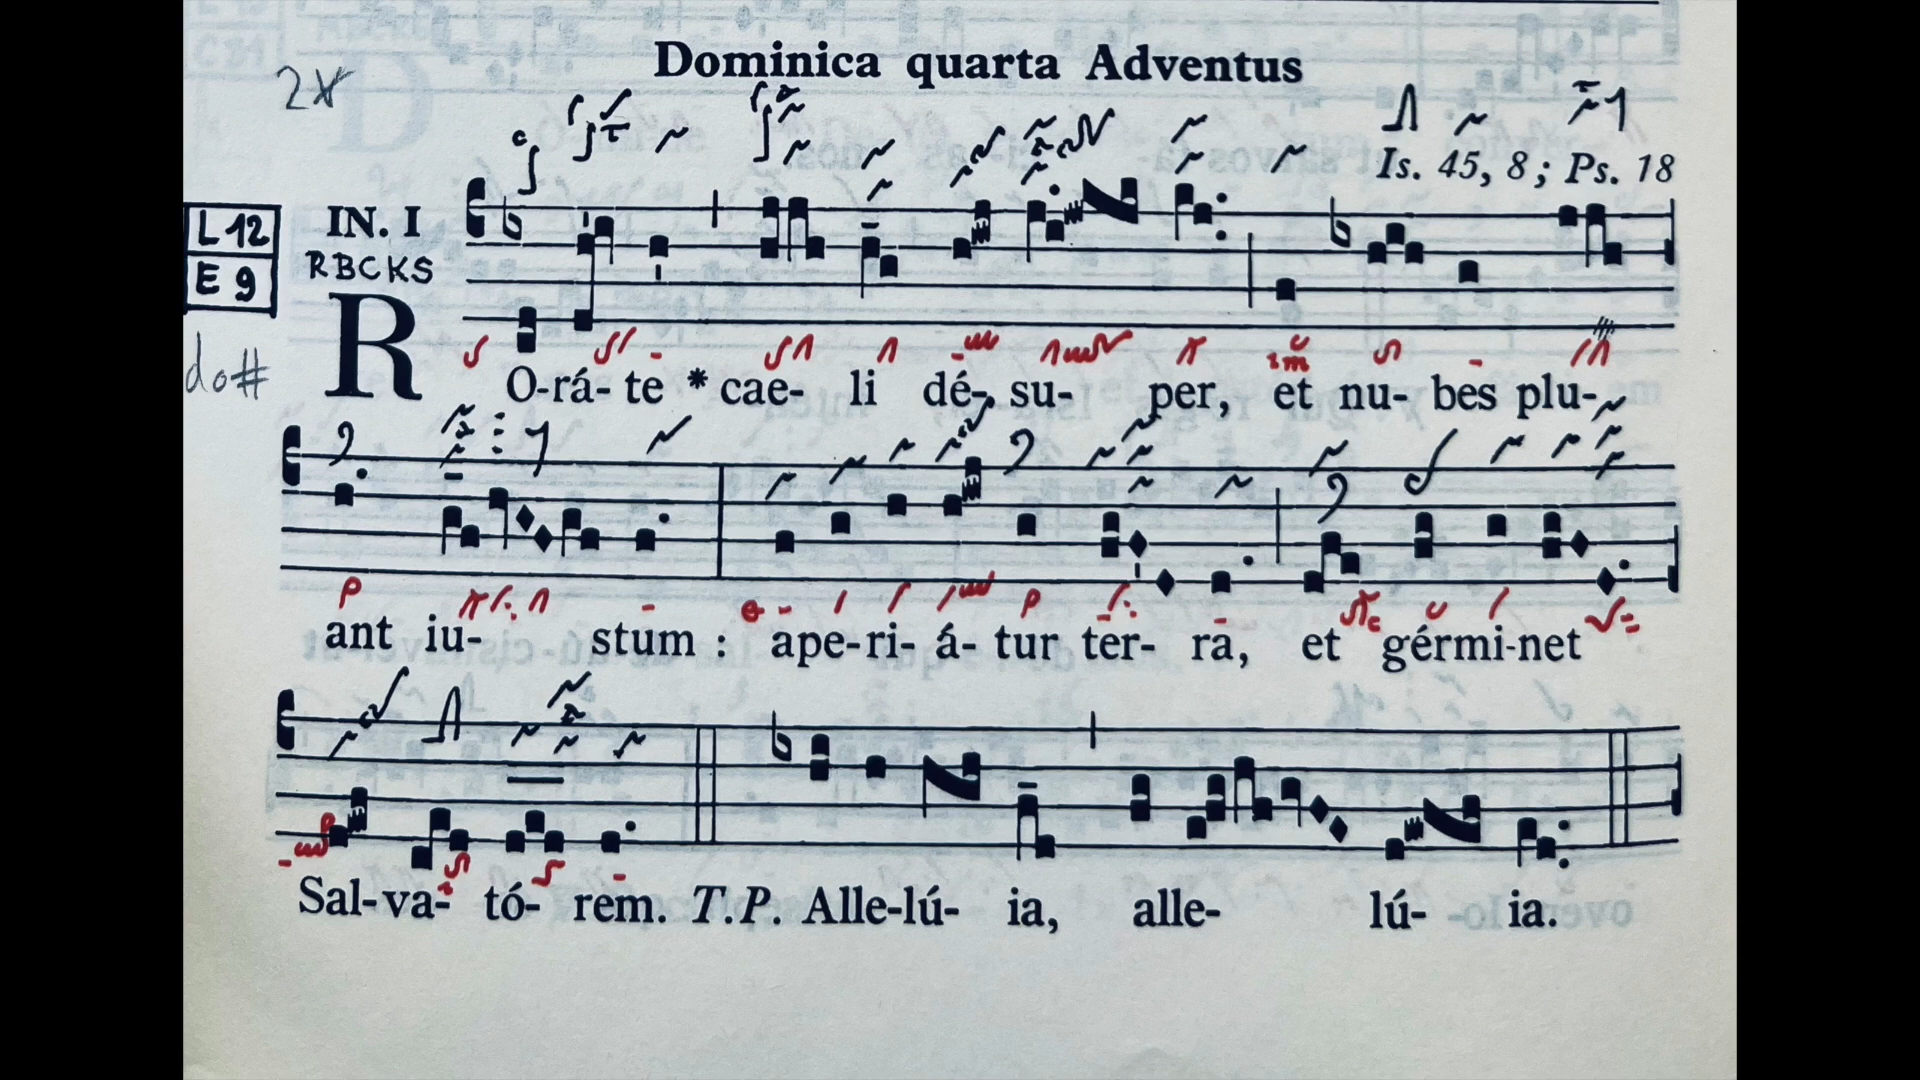 Dominica quarta Adventus
2x
Is. 45, 8; Ps. 18
L 12
IN. I
E 9
RBCKS
do#
RO-rá- te * cae- li dé- su- per, et nu- bes plu-
ant iu- stum : ape-ri- á- tur ter- ra, et gérmi-net
Sal-va- tó- rem. T.P. Alle-lú- ia, alle- lú- ia.